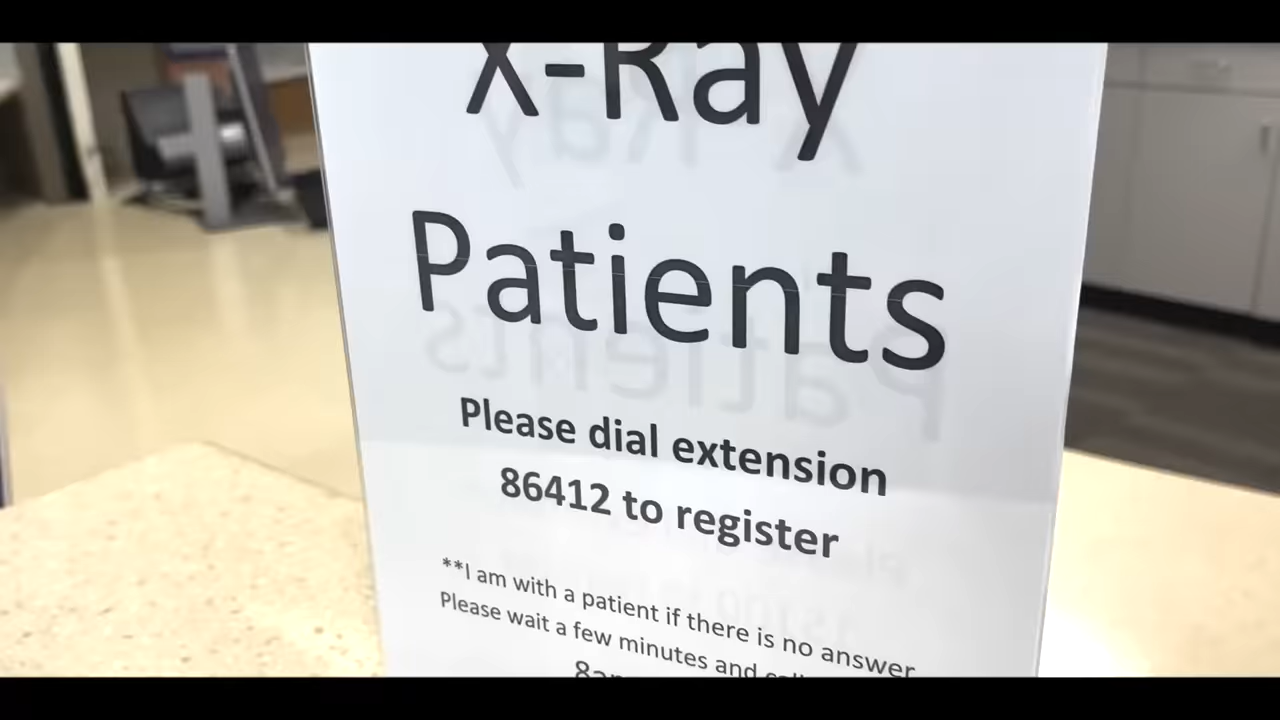 X-Ray
Patients
Please dial extension
86412 to register
**I am with a patient if there is no answer
Please wait a few minutes and